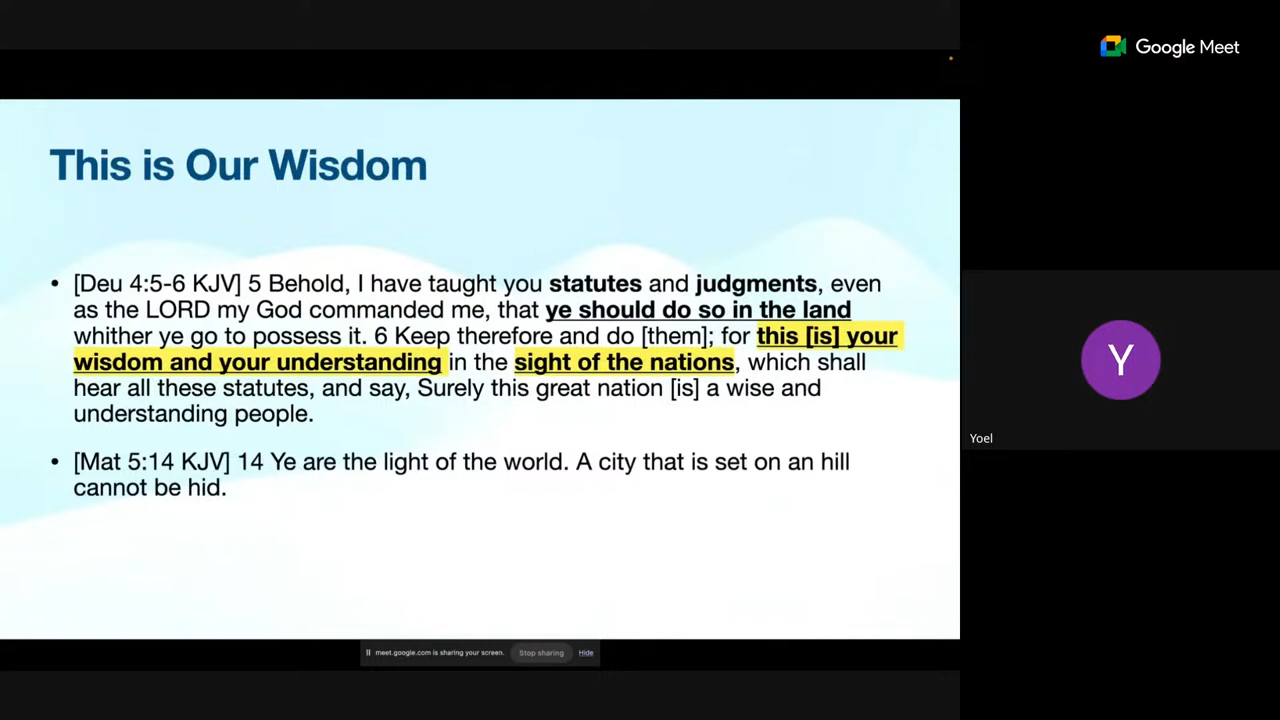 Google Meet
This is Our Wisdom
• [Deu 4:5-6 KJV] 5 Behold, I have taught you statutes and judgments, even
as the LORD my God commanded me, that ye should do so in the land
whither ye go to possess it. 6 Keep therefore and do [them]; for this [is] your
wisdom and your understanding in the sight of the nations, which shall
hear all these statutes, and say, Surely this great nation [is] a wise and
understanding people.
• [Mat 5:14 KJV] 14 Ye are the light of the world. A city that is set on an hill
cannot be hid.
Y
Yoel
meet.google.com is sharing your screen. Stop sharing Hide